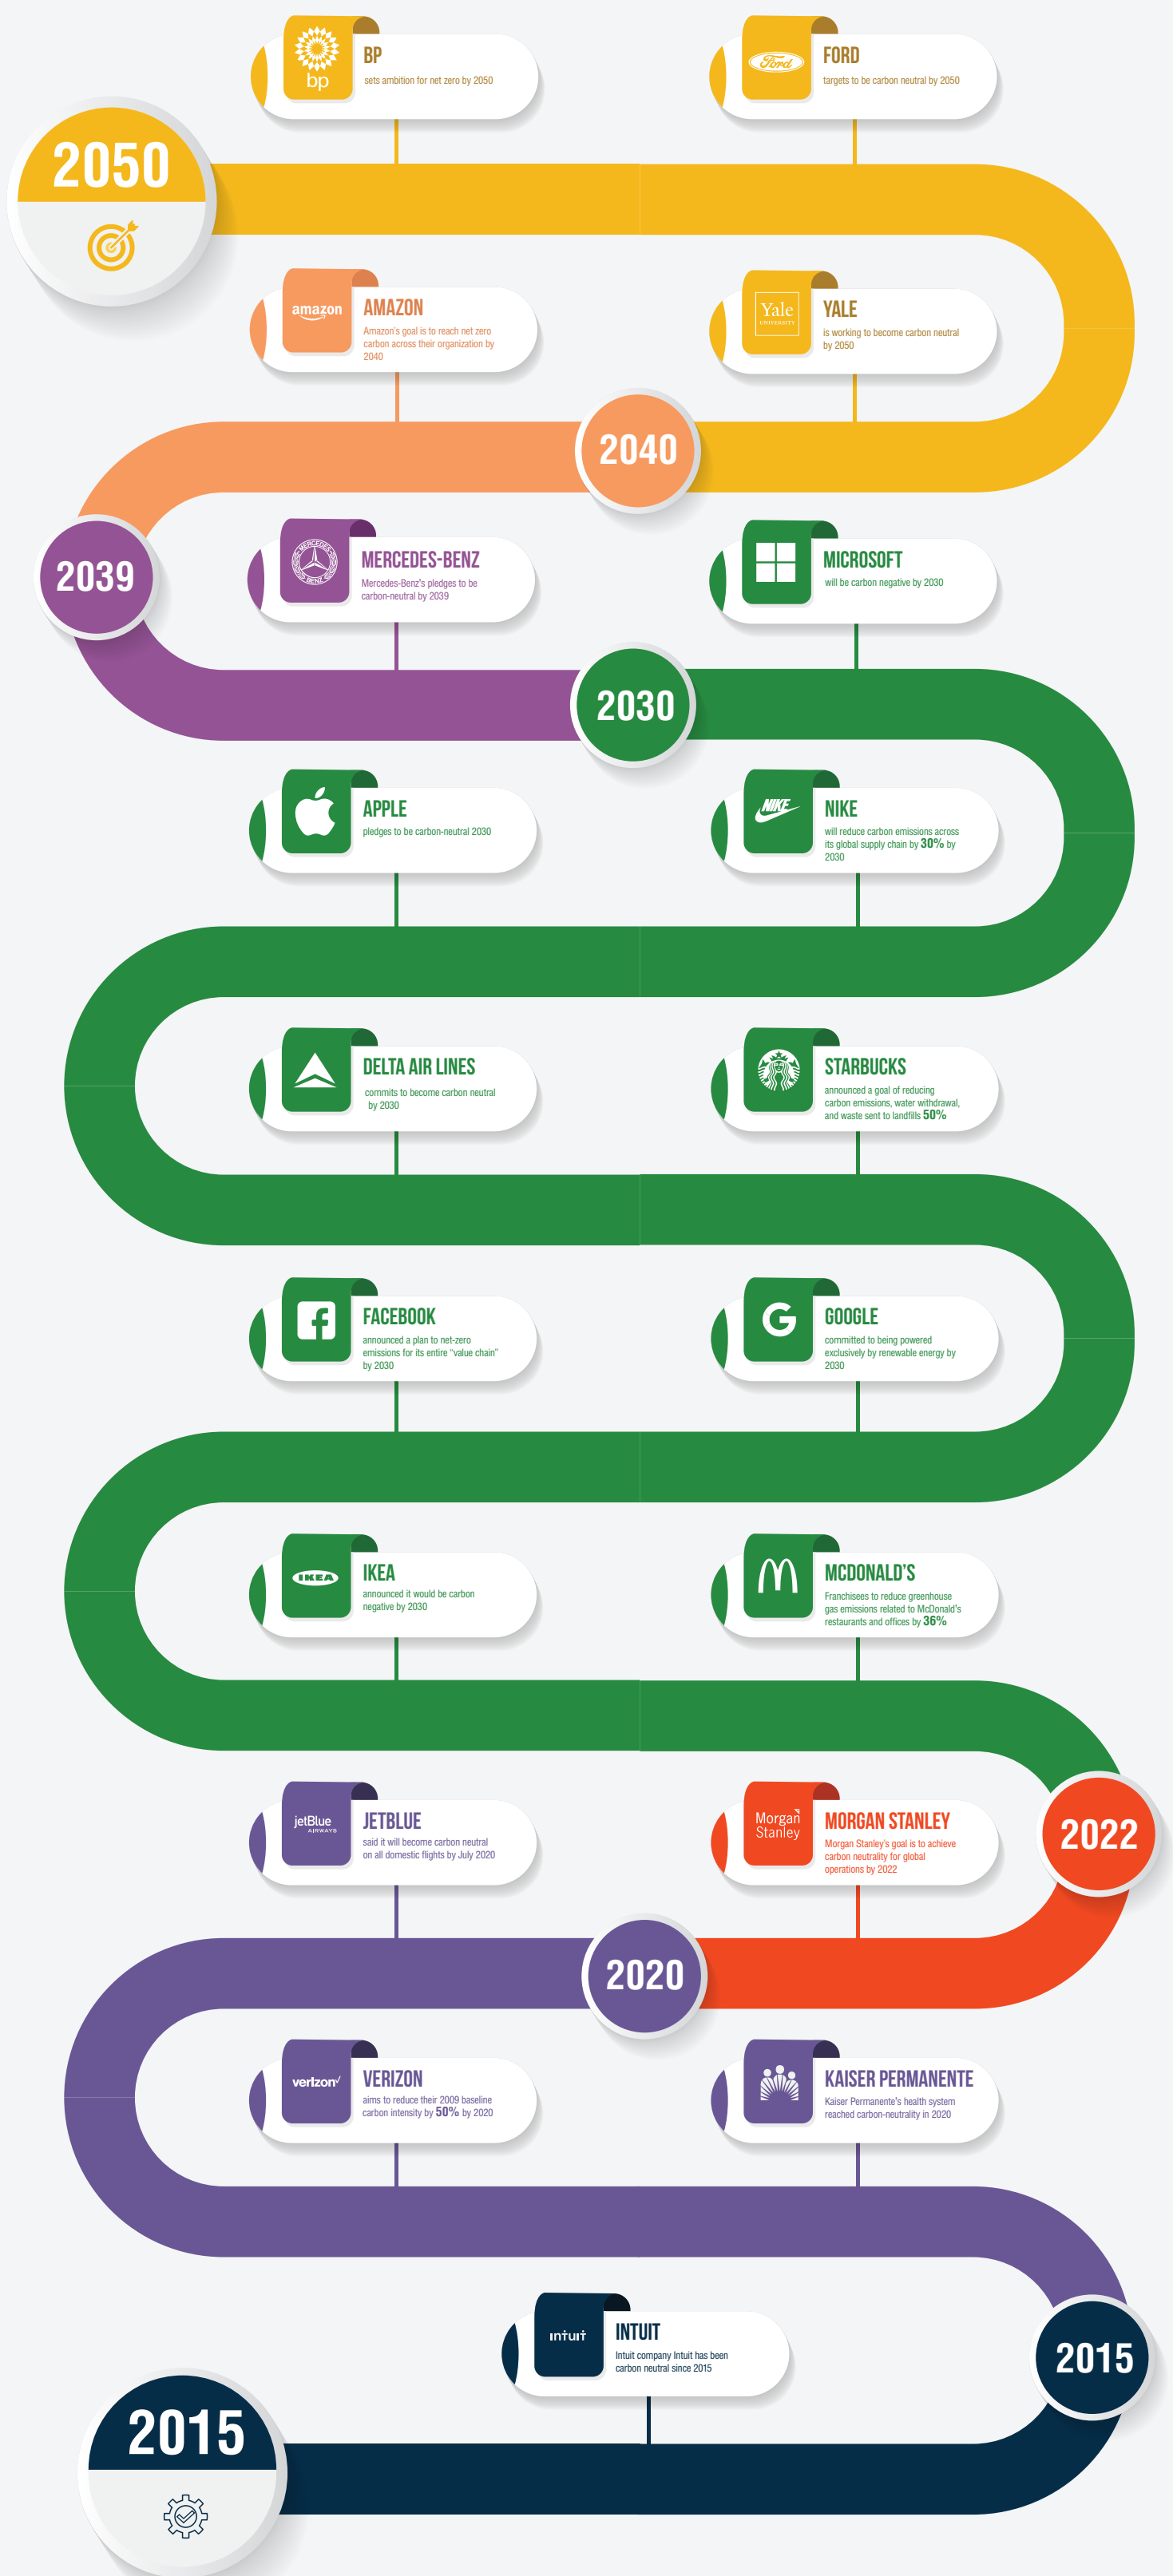 bp
BP
sets ambition for net zero by 2050
Ford
FORD
targets to be carbon neutral by 2050
2050
amazon
AMAZON
Amazon's goal is to reach net zero
carbon across their organization by
2040
Yale
UNIVERSITY
YALE
is working to become carbon neutral
by 2050
2040
2039
MERCEDES
BENZ
MERCEDES-BENZ
Mercedes-Benz's pledges to be
carbon-neutral by 2039
MICROSOFT
will be carbon negative by 2030
2030
APPLE
pledges to be carbon-neutral 2030
NIKE
NIKE
will reduce carbon emissions across
its global supply chain by 30% by
2030
DELTA AIR LINES
commits to become carbon neutral
by 2030
STARBUCKS
announced a goal of reducing
carbon emissions, water withdrawal,
and waste sent to landfills 50%
FACEBOOK
announced a plan to net-zero
emissions for its entire “value chain”
by 2030
GOOGLE
committed to being powered
exclusively by renewable energy by
2030
IKEA
IKEA
announced it would be carbon
negative by 2030
MCDONALD'S
Franchisees to reduce greenhouse
gas emissions related to McDonald's
restaurants and offices by 36%
jetBlue
AIRWAYS
JETBLUE
said it will become carbon neutral
on all domestic flights by July 2020
Morgan
Stanley
MORGAN STANLEY
Morgan Stanley's goal is to achieve
carbon neutrality for global
operations by 2022
2022
2020
verizon
VERIZON
aims to reduce their 2009 baseline
carbon intensity by 50% by 2020
KAISER PERMANENTE
Kaiser Permanente's health system
reached carbon-neutrality in 2020
intuit
INTUIT
Intuit company Intuit has been
carbon neutral since 2015
2015
2015